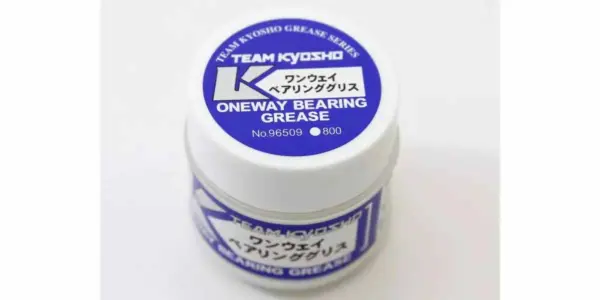 TEAM KYOSHO GREASE SERIES
TEAM KYOSHO
K
ワンウェイ
ベアリンググリス
ONEWAY BEARING
GREASE
No.96509 ●800
TEAM KYOSHO
ワンウェイ
ベアリンググリス
BEARING GREASE